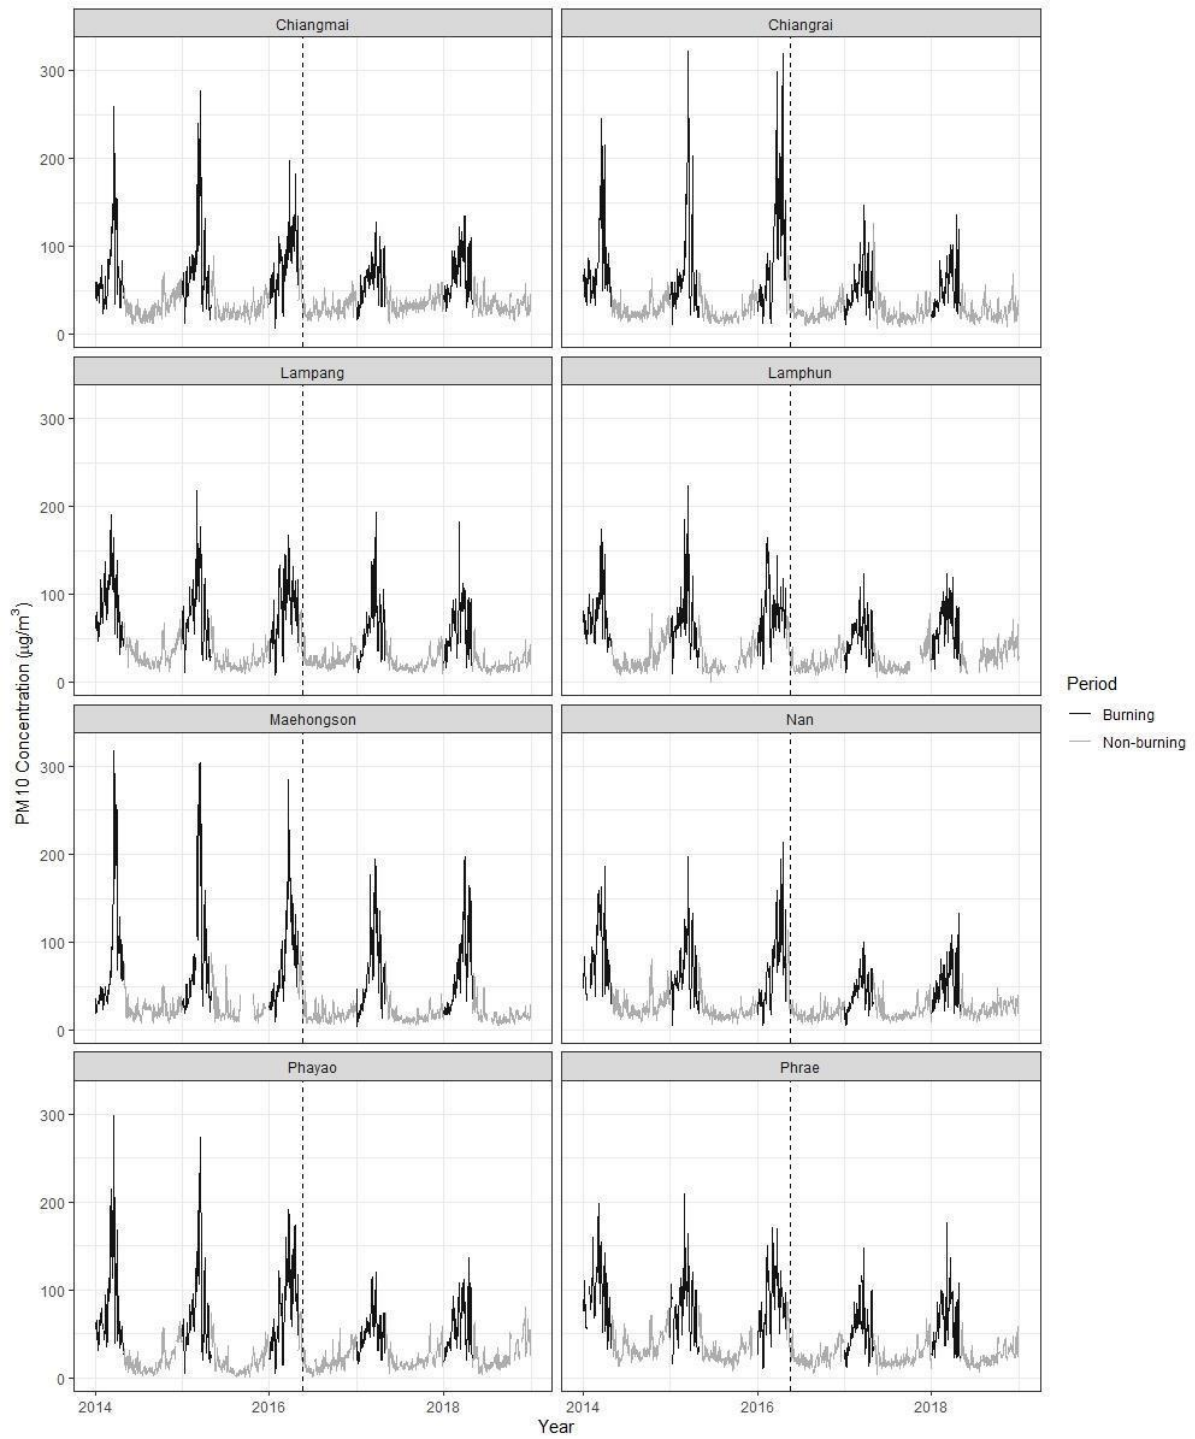 Chiangmai
Chiangrai
300
200
100
0
Lampang
Lamphun
300
200
100
0
Maehongson
Nan
300
200
100
0
Phayao
Phrae
300
200
100
0
2014
2016
2018
2014
2016
2018
Year
PM10 Concentration (µg/m³)
Period
Burning
Non-burning